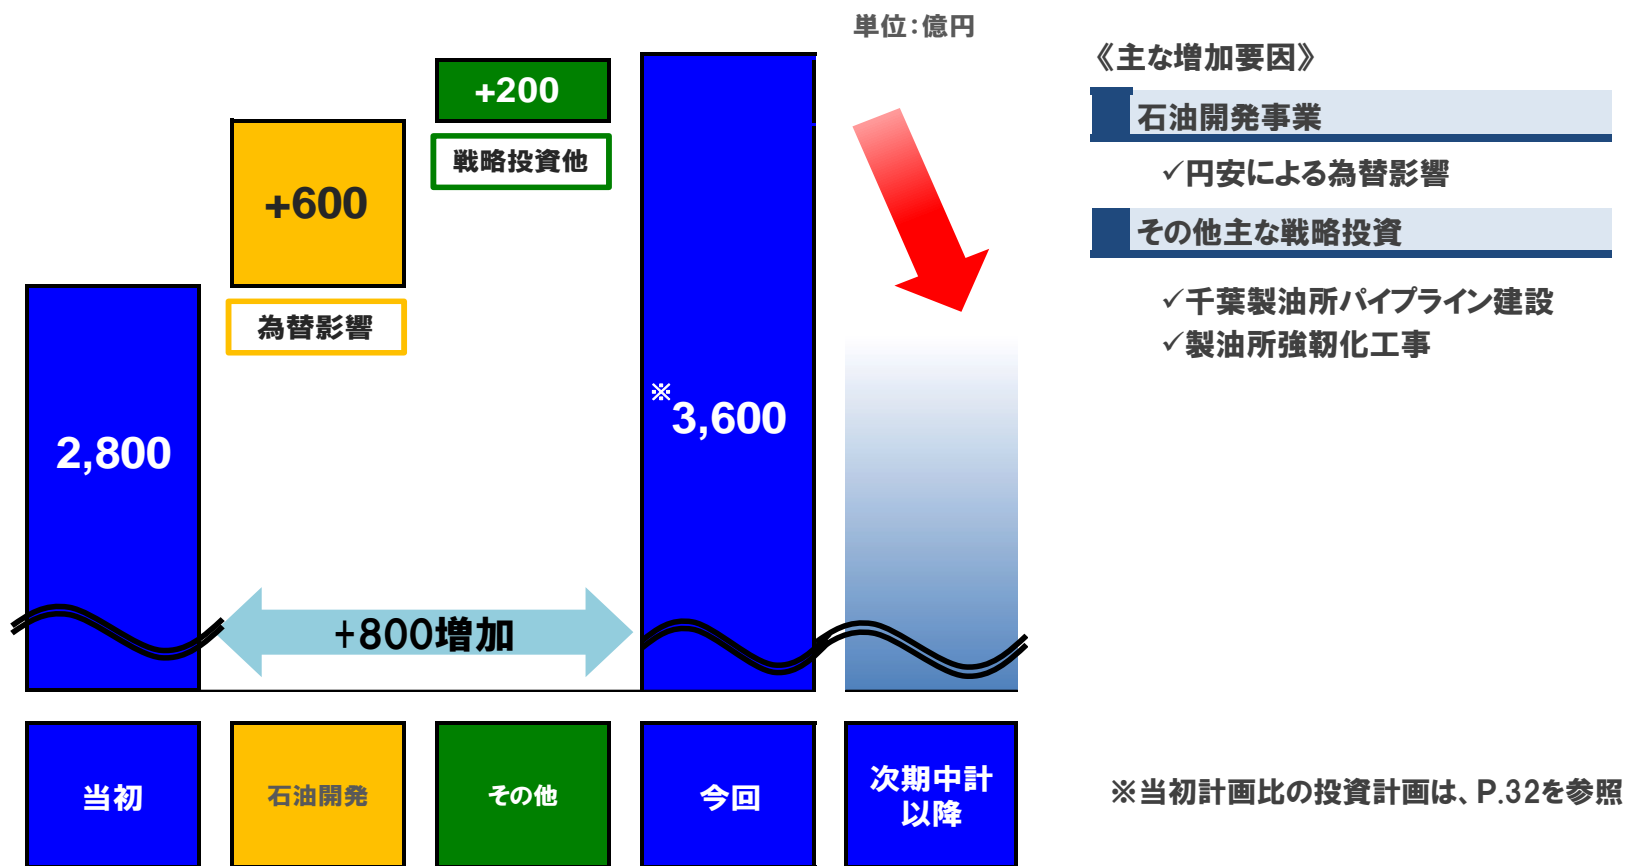 単位：億円
+200
戦略投資他
+600
為替影響
2,800
※3,600
+800増加
当初
石油開発
その他
今回
次期中計
以降
《主な増加要因》
石油開発事業
✓円安による為替影響
その他主な戦略投資
✓千葉製油所パイプライン建設
✓製油所強靭化工事
※当初計画比の投資計画は、P.32を参照